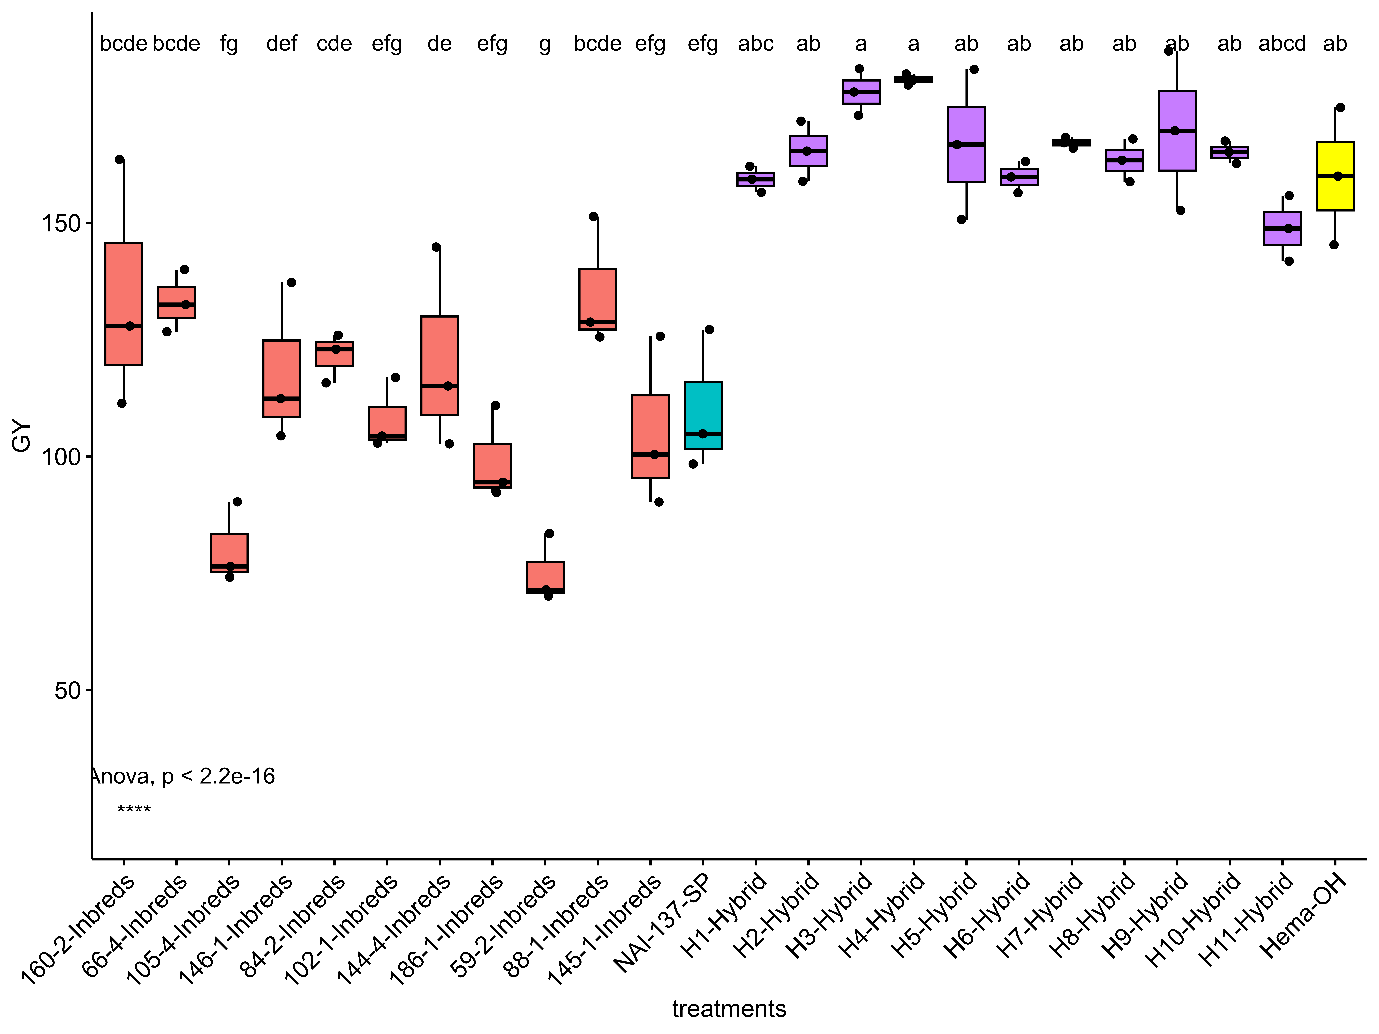 bcde bcde fg def cde efg de efg g bcde efg efg abc ab a a ab ab ab ab ab ab abcd ab
150
100
50
GY
Anova, p < 2.2e-16
****
160-2-Inbreds
66-4-Inbreds
105-4-Inbreds
146-1-Inbreds
84-2-Inbreds
102-1-Inbreds
144-4-Inbreds
186-1-Inbreds
59-2-Inbreds
88-1-Inbreds
145-1-Inbreds
NAI-137-SP
H1-Hybrid
H2-Hybrid
H3-Hybrid
H4-Hybrid
H5-Hybrid
H6-Hybrid
H7-Hybrid
H8-Hybrid
H9-Hybrid
H10-Hybrid
H11-Hybrid
Hema-OH
treatments